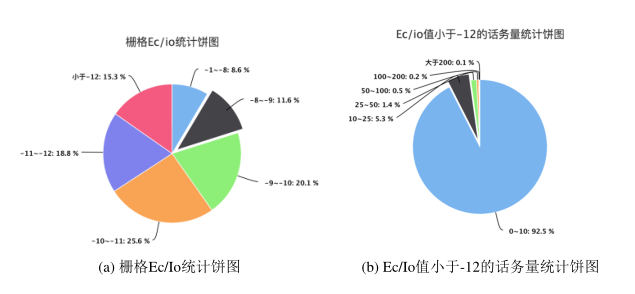 栅格Ec/io统计饼图
小于-12: 15.3 %
-1~-8: 8.6 %
-8~-9: 11.6 %
-11~-12: 18.8 %
-9~-10: 20.1 %
-10~-11: 25.6 %
(a) 栅格Ec/Io统计饼图
Ec/io值小于-12的话务量统计饼图
大于200: 0.1 %
100~200: 0.2 %
50~100: 0.5 %
25~50: 1.4 %
10~25: 5.3 %
0~10: 92.5 %
(b) Ec/Io值小于-12的话务量统计饼图